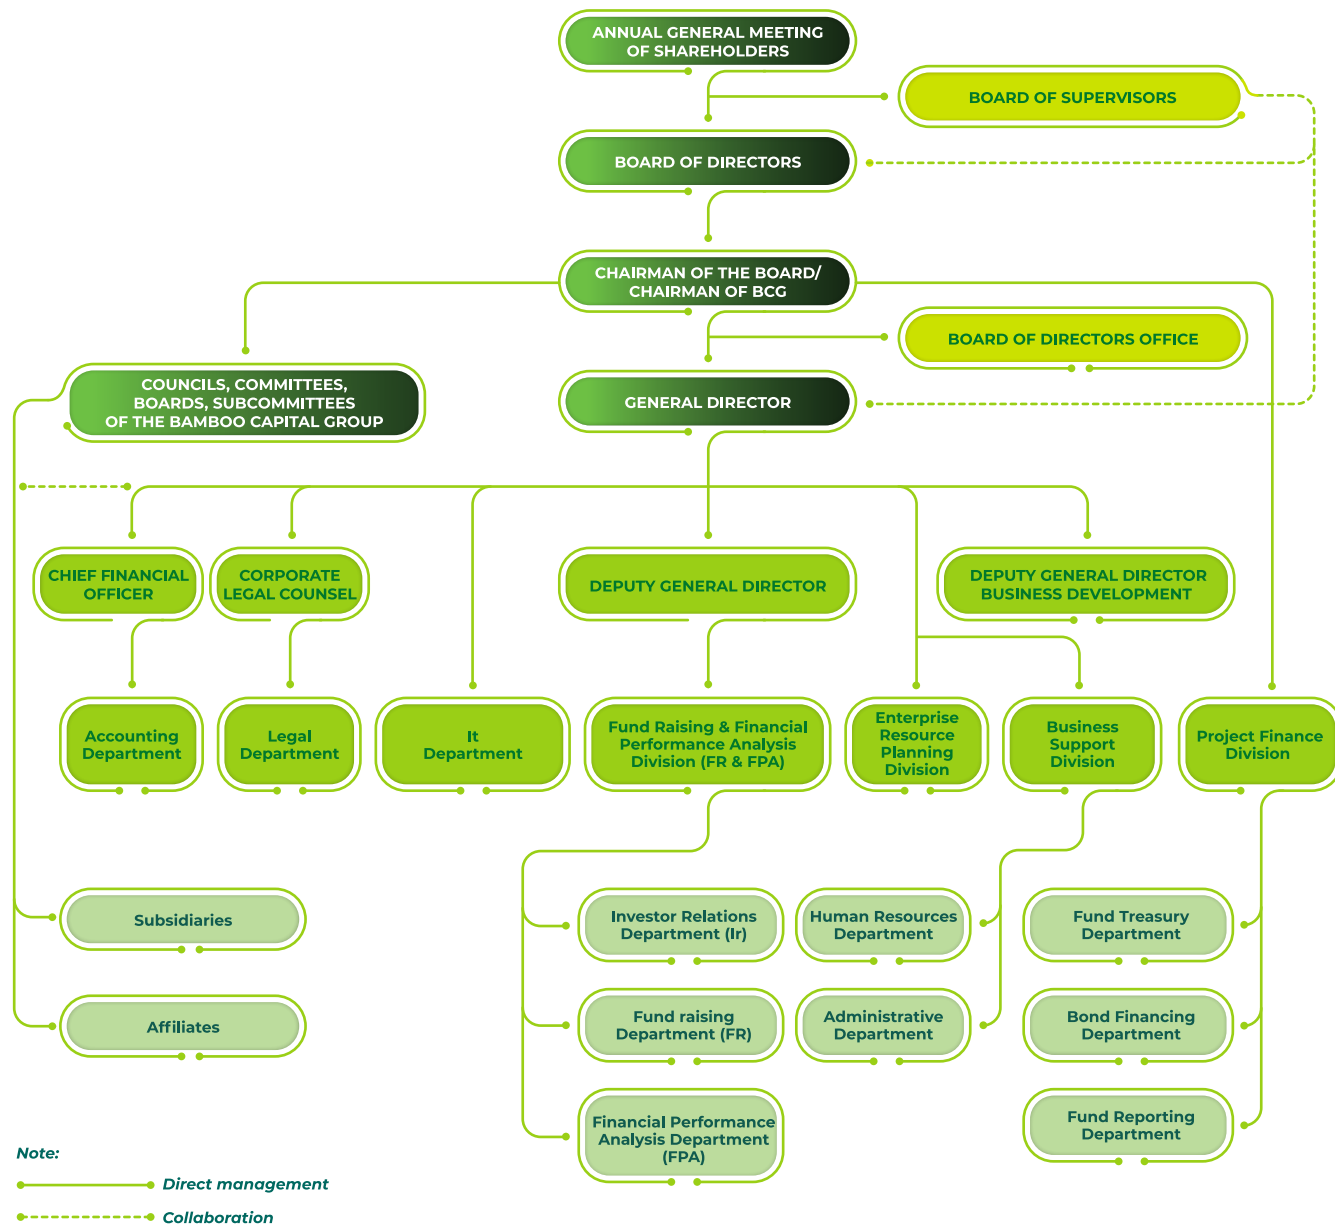 ANNUAL GENERAL MEETING
OF SHAREHOLDERS
BOARD OF SUPERVISORS
BOARD OF DIRECTORS
CHAIRMAN OF THE BOARD/
CHAIRMAN OF BCG
BOARD OF DIRECTORS OFFICE
COUNCILS, COMMITTEES,
BOARDS, SUBCOMMITTEES
OF THE BAMBOO CAPITAL GROUP
GENERAL DIRECTOR
CHIEF FINANCIAL
OFFICER
CORPORATE
LEGAL COUNSEL
DEPUTY GENERAL DIRECTOR
DEPUTY GENERAL DIRECTOR
BUSINESS DEVELOPMENT
Accounting
Department
Legal
Department
It
Department
Fund Raising & Financial
Performance Analysis
Division (FR & FPA)
Enterprise
Resource
Planning
Division
Business
Support
Division
Project Finance
Division
Subsidiaries
Investor Relations
Department (Ir)
Human Resources
Department
Fund Treasury
Department
Affiliates
Fund raising
Department (FR)
Administrative
Department
Bond Financing
Department
Financial Performance
Analysis Department
(FPA)
Fund Reporting
Department
Note:
Direct management
Collaboration